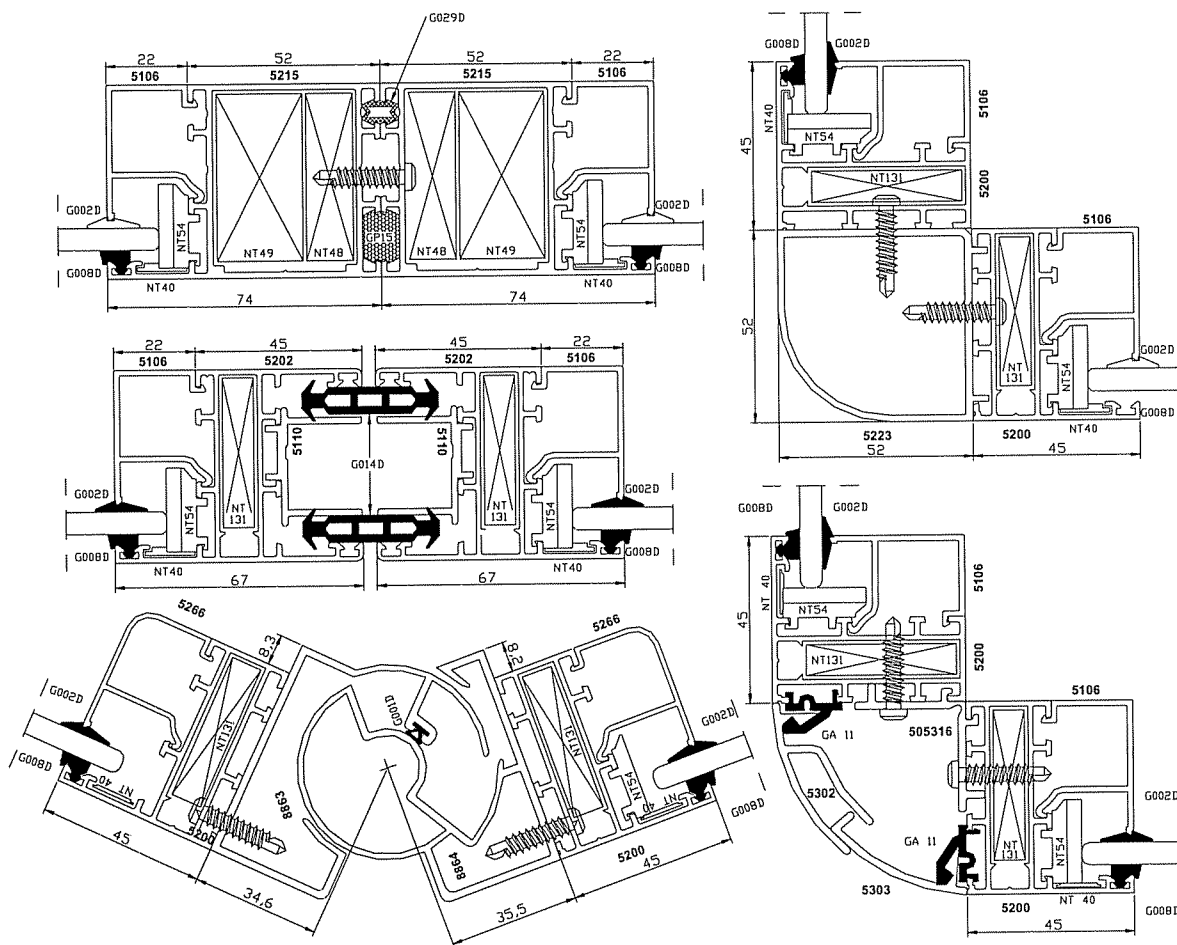 G029D
22
52
52
22
5106
5215
5215
5106
G002D
G002D
NT54
NT54
NT49
NT48
GP15
NT48
NT49
G008D
G008D
NT40
NT40
74
74
22
45
45
22
5106
5202
5202
5106
5110
5110
G014D
G002D
G002D
NT54
NT54
NT
131
NT
131
G008D
G008D
NT40
NT40
67
67
5266
5266
8,3
8,2
G002D
G002D
G001D
NT131
NT131
G008D
G008D
NT 40
NT54
NT 40
8863
8864
5200
5200
45
34,6
35,5
45
G008D
G002D
NT40
NT54
5106
45
NT131
5200
5106
52
NT
131
NT54
G002D
G008D
NT40
5223
5200
52
45
G008D
G002D
NT 40
NT54
5106
45
NT131
5200
5106
GA 11
505316
5302
GA 11
NT
131
NT54
G002D
G008D
5303
5200
NT 40
45